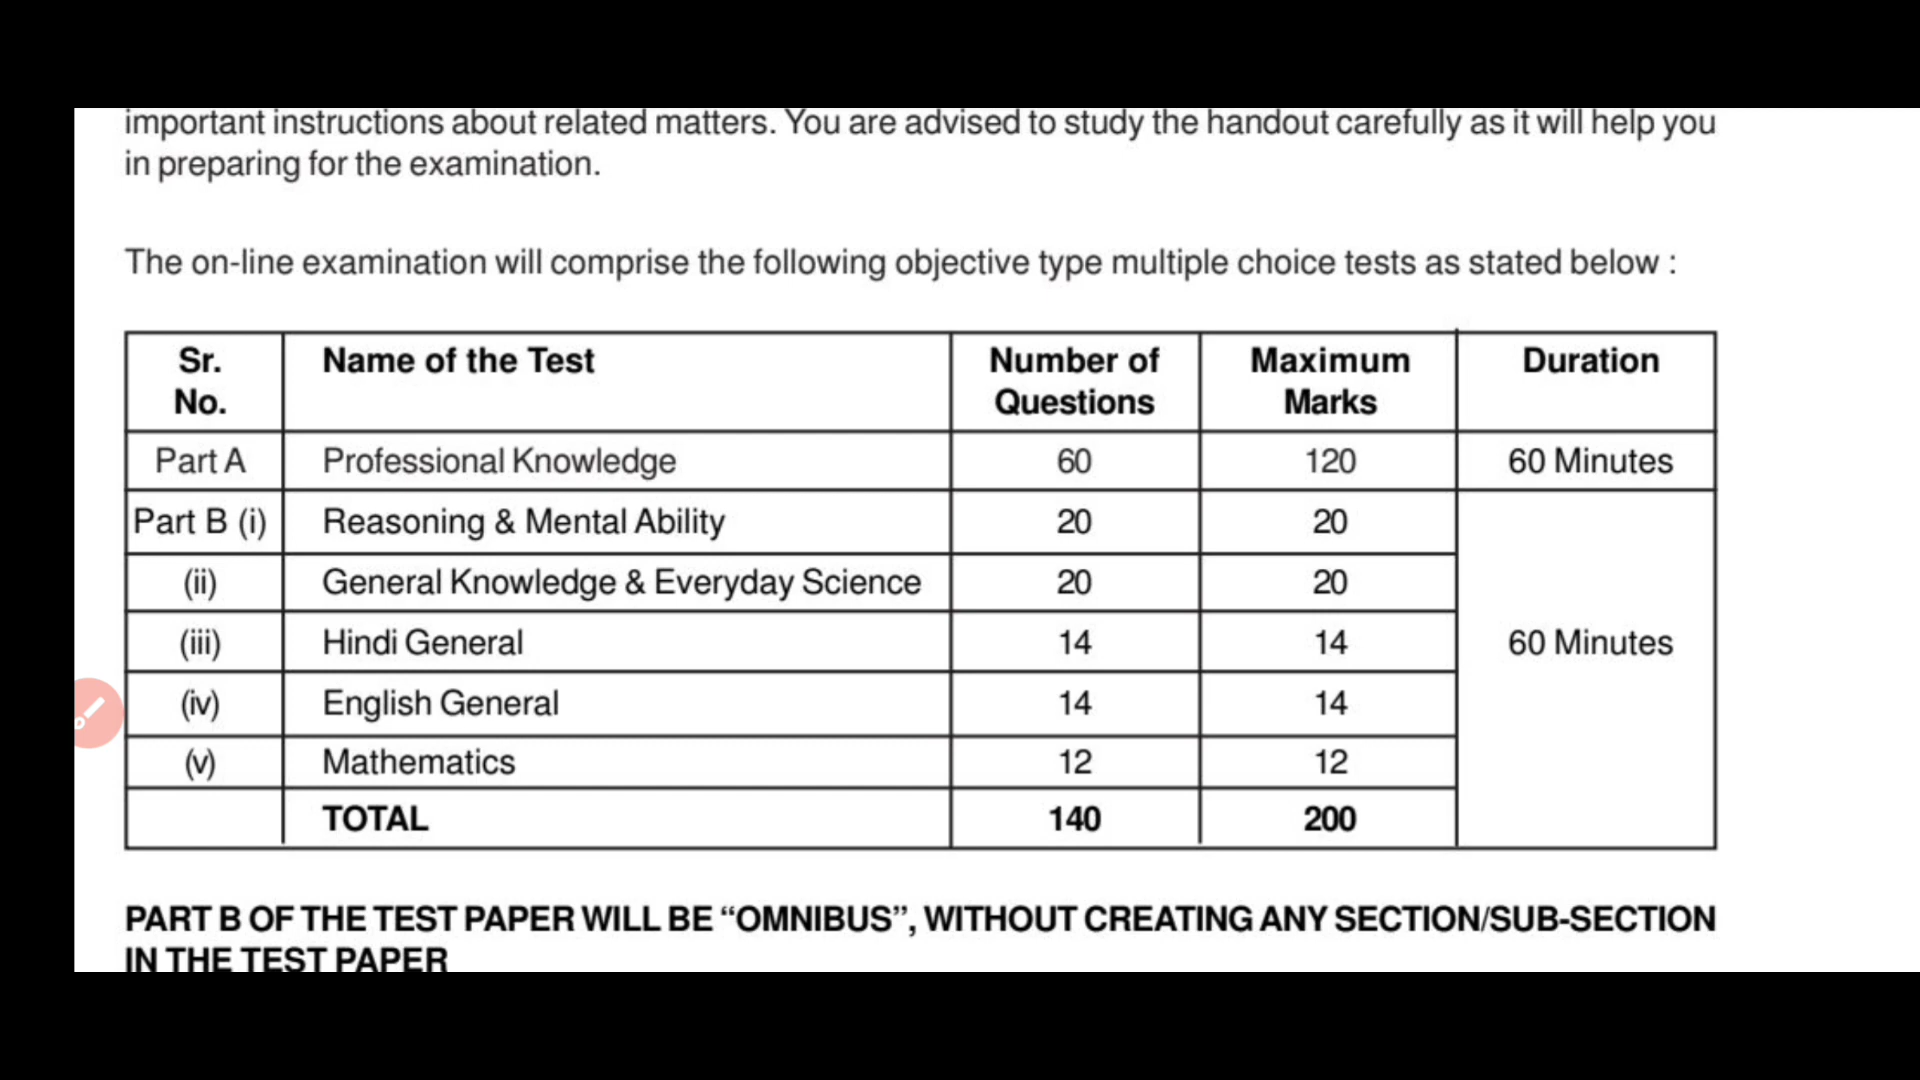 important instructions about related matters. You are advised to study the handout carefully as it will help you
in preparing for the examination.
The on-line examination will comprise the following objective type multiple choice tests as stated below :
Sr. No. Name of the Test Number of Questions Maximum Marks Duration
Part A Professional Knowledge 60 120 60 Minutes
Part B (i) Reasoning & Mental Ability 20 20
(ii) General Knowledge & Everyday Science 20 20
(iii) Hindi General 14 14 60 Minutes
(iv) English General 14 14
(v) Mathematics 12 12
TOTAL 140 200
PART B OF THE TEST PAPER WILL BE “OMNIBUS”, WITHOUT CREATING ANY SECTION/SUB-SECTION
IN THE TEST PAPER